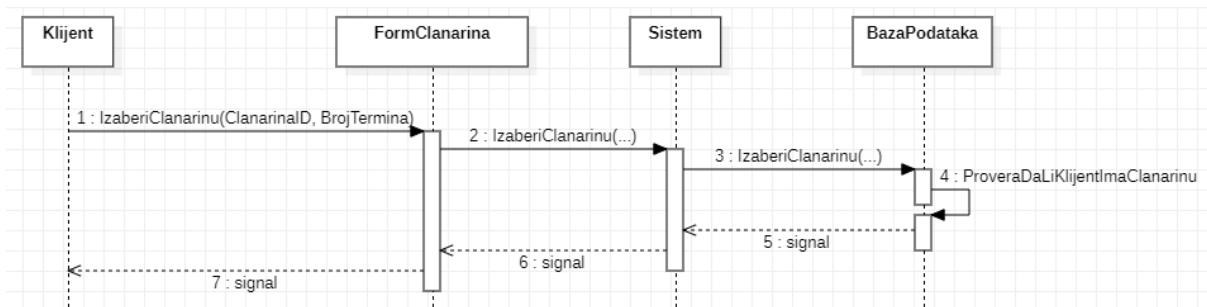 Klijent
FormClanarina
Sistem
BazaPodataka
1 : IzaberiClanarinu(ClanarinaID, BrojTermina)
2 : IzaberiClanarinu(...)
3 : IzaberiClanarinu(...)
4 : ProveraDaLiKlijentImaClanarinu
5 : signal
6 : signal
7 : signal